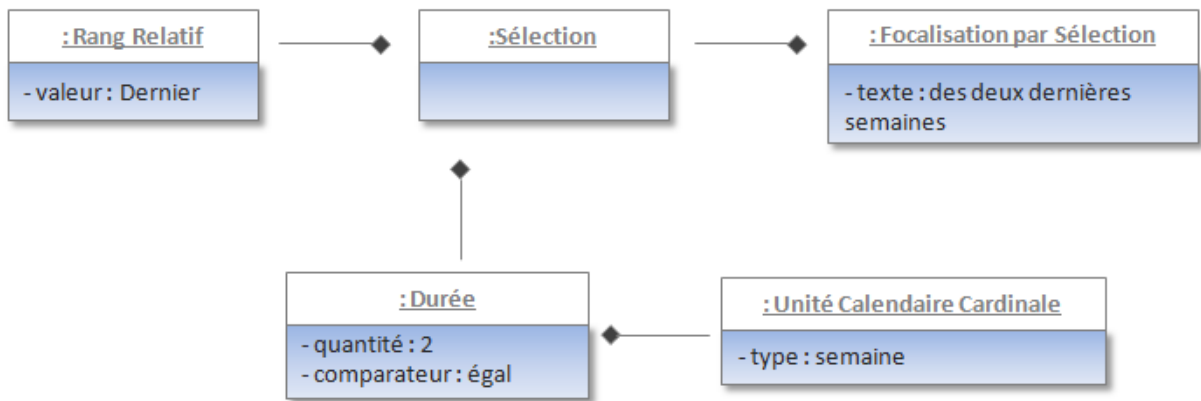 :Rang Relatif
- valeur : Dernier
:Sélection
:Focalisation par Sélection
- texte : des deux dernières
semaines
:Durée
- quantité : 2
- comparateur : égal
:Unité Calendaire Cardinale
- type : semaine